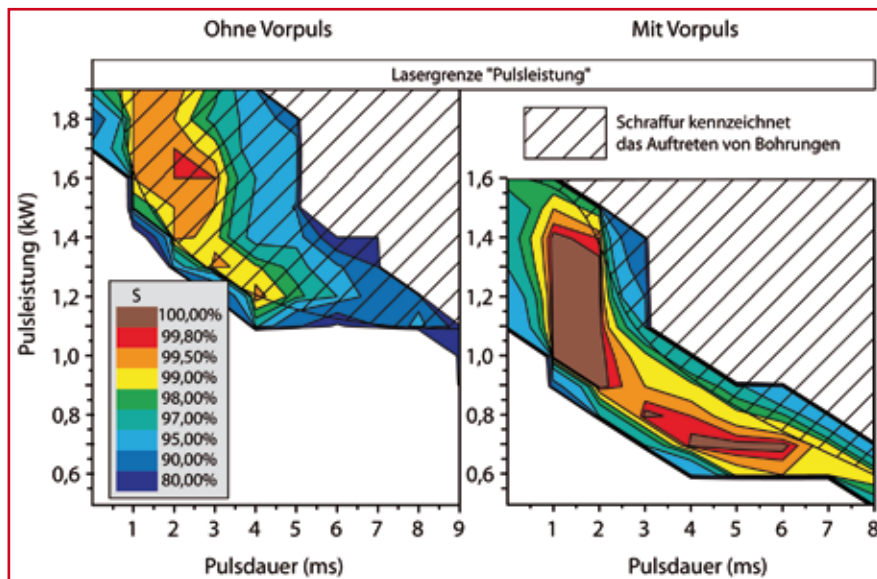 Ohne Vorpuls
Mit Vorpuls
Lasergrenze "Pulsleistung"
Schraffur kennzeichnet
das Auftreten von Bohrungen
Pulsleistung (kW)
1,8
1,6
1,4
1,2
1,0
0,8
0,6
S
100,00%
99,80%
99,50%
99,00%
98,00%
97,00%
95,00%
90,00%
80,00%
1 2 3 4 5 6 7 8 9
Pulsdauer (ms)
1,8
1,6
1,4
1,2
1,0
0,8
0,6
1 2 3 4 5 6 7 8
Pulsdauer (ms)